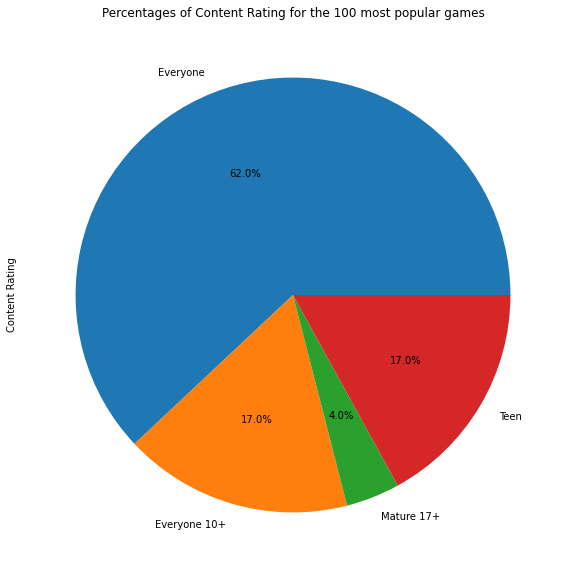 Percentages of Content Rating for the 100 most popular games
Everyone
62.0%
Content Rating
17.0%
Teen
17.0%
4.0%
Mature 17+
Everyone 10+